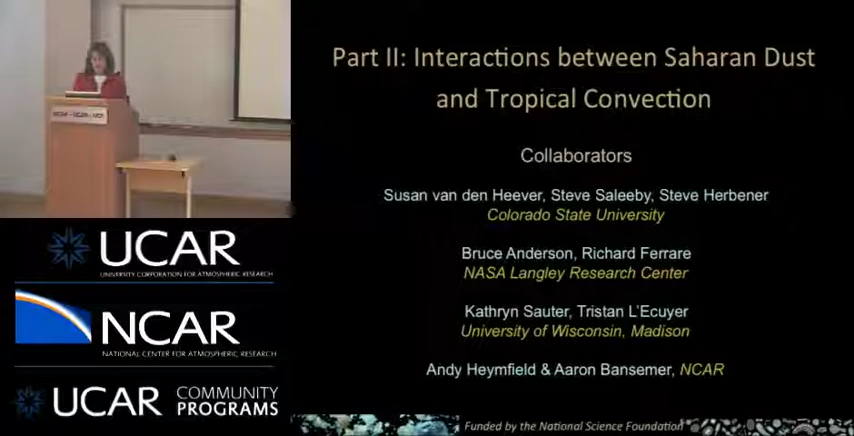 Part II: Interactions between Saharan Dust
and Tropical Convection
Collaborators
Susan van den Heever, Steve Saleeby, Steve Herbener
Colorado State University
Bruce Anderson, Richard Ferrare
NASA Langley Research Center
Kathryn Sauter, Tristan L'Ecuyer
University of Wisconsin, Madison
Andy Heymfield & Aaron Bansemer, NCAR
Funded by the National Science Foundation
UCAR
UNIVERSITY CORPORATION FOR ATMOSPHERIC RESEARCH
NCAR
NATIONAL CENTER FOR ATMOSPHERIC RESEARCH
UCAR COMMUNITY
PROGRAMS